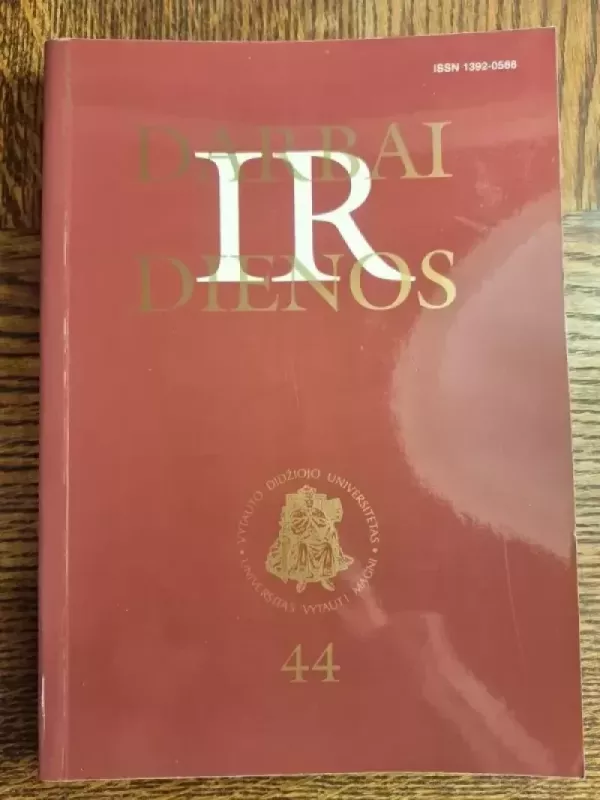 ISSN 1392-0588
DARBAI
IR
DIENOS
· VYTAUTO DIDŽIOJO UNIVERSITETAS ·
UNIVERSITAS VYTAUTI MAGNI
44